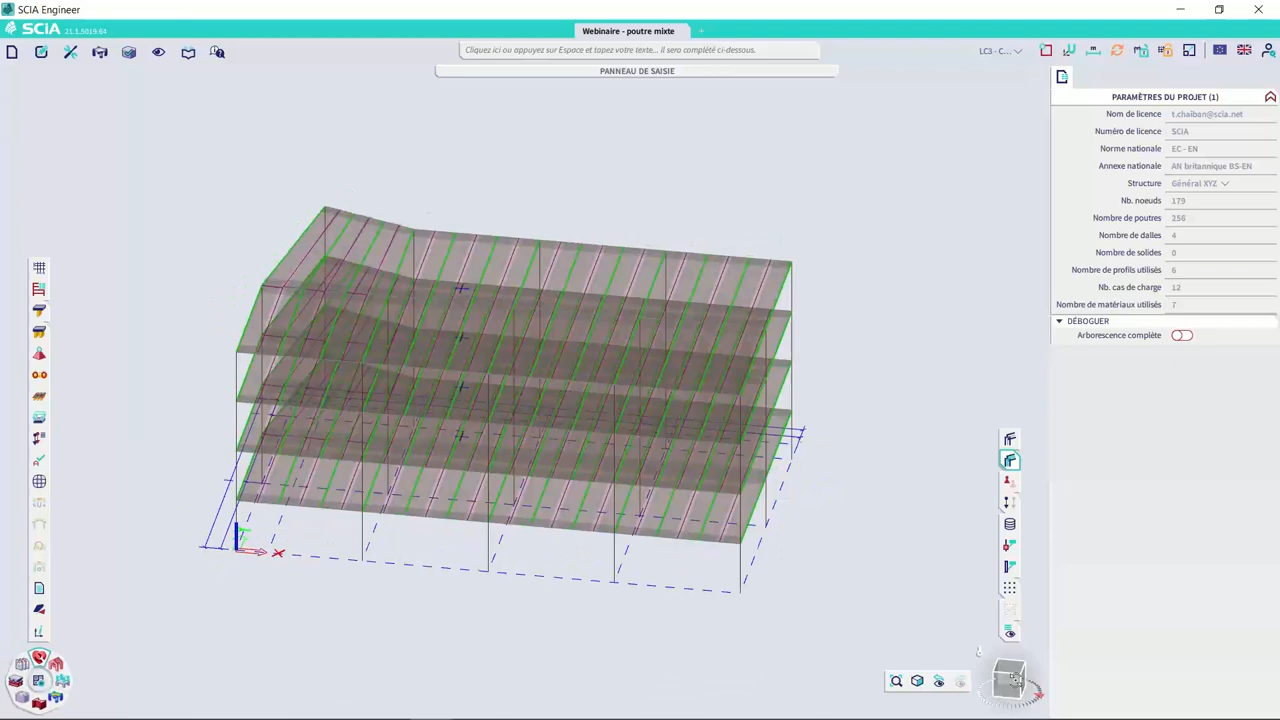 SCIA Engineer
SCIA 21.1.5019.64
Webinaire - poutre mixte
Cliquez ici ou appuyez sur Espace et tapez votre texte... il sera complété ci-dessous.
LC3 - C...
PANNEAU DE SAISIE
PARAMÈTRES DU PROJET (1)
Nom de licence t.chaiban@scia.net
Numéro de licence SCIA
Norme nationale EC - EN
Annexe nationale AN britannique BS-EN
Structure Général XYZ
Nb. noeuds 179
Nombre de poutres 256
Nombre de dalles 4
Nombre de solides 0
Nombre de profils utilisés 6
Nb. cas de charge 12
Nombre de matériaux utilisés 7
DÉBOGUER
Arborescence complète